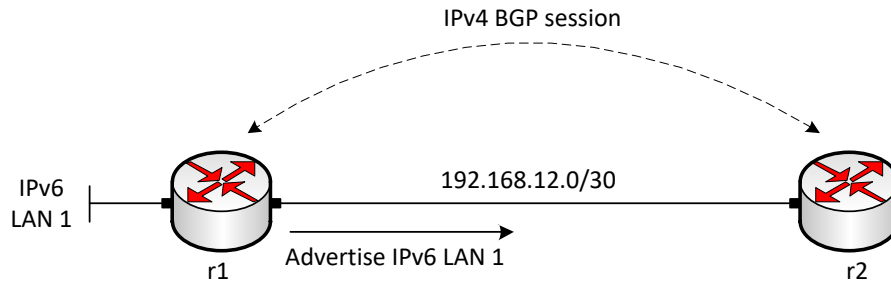 IPv4 BGP session
IPv6
LAN 1
192.168.12.0/30
Advertise IPv6 LAN 1
r1
r2